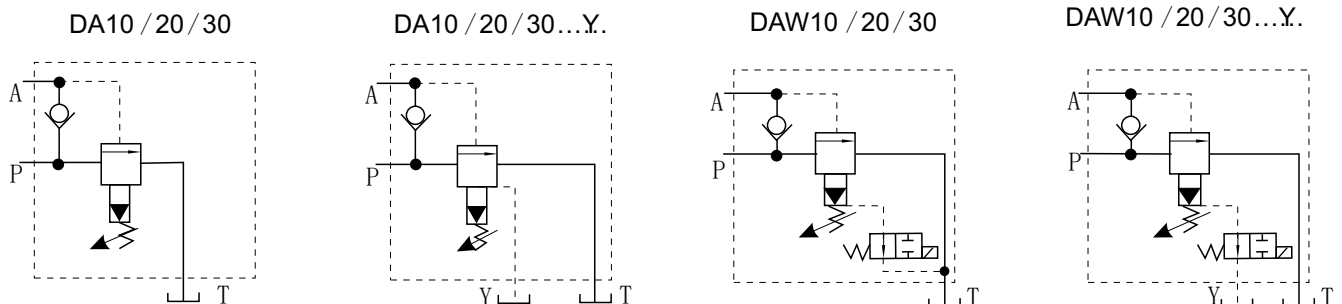 DA10 / 20 / 30
DA10 / 20 / 30....Y..
DAW10 / 20 / 30
DAW10 / 20 / 30....Y..
A
P
T
A
P
Y
T
A
P
T
A
P
Y
T